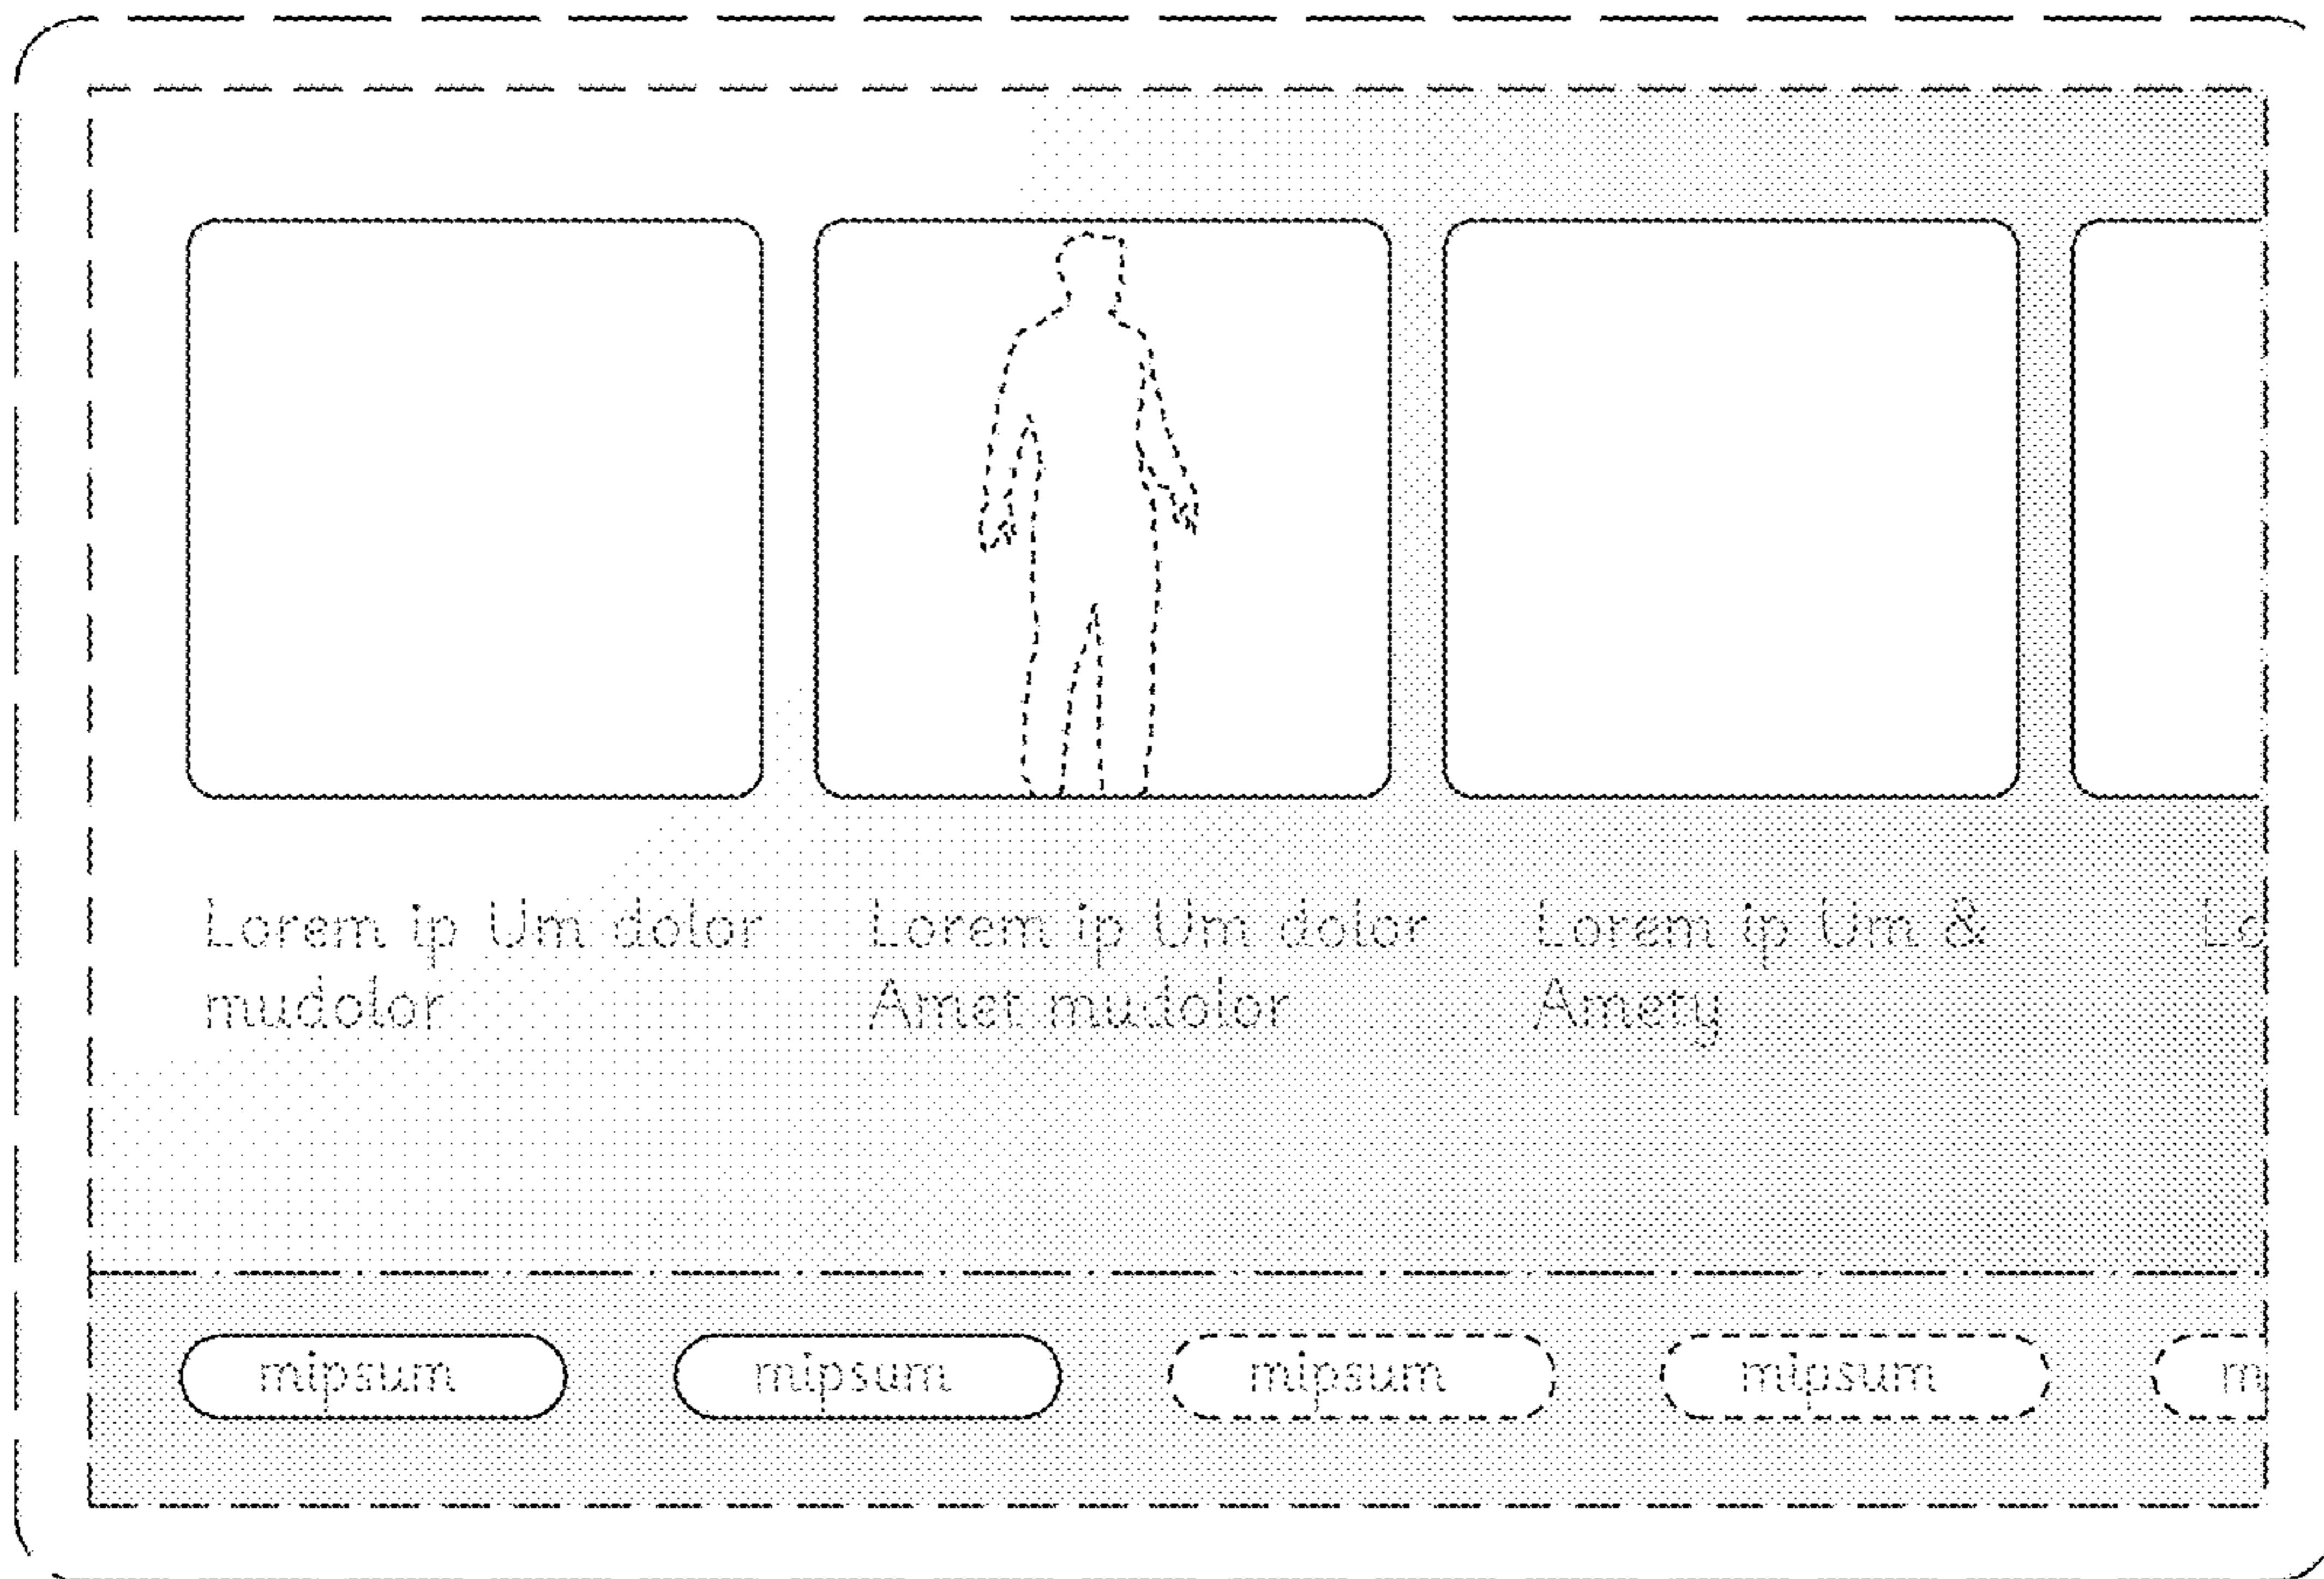 Lorem ip Um dolor
mudolor
Lorem ip Um dolor
Amet mudolor
Lorem ip Um &
Amety
Lo
mipsum
mipsum
mipsum
mipsum
m